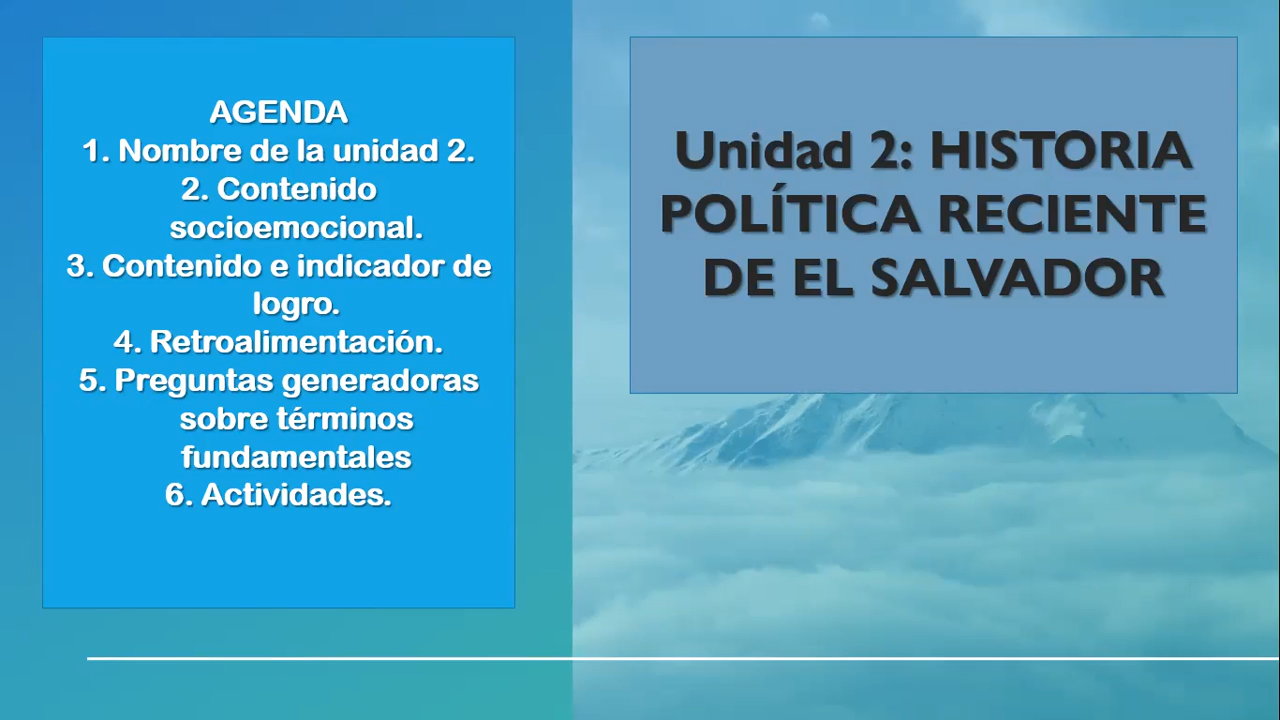 AGENDA
1. Nombre de la unidad 2.
2. Contenido
socioemocional.
3. Contenido e indicador de
logro.
4. Retroalimentación.
5. Preguntas generadoras
sobre términos
fundamentales
6. Actividades.
Unidad 2: HISTORIA
POLÍTICA RECIENTE
DE EL SALVADOR